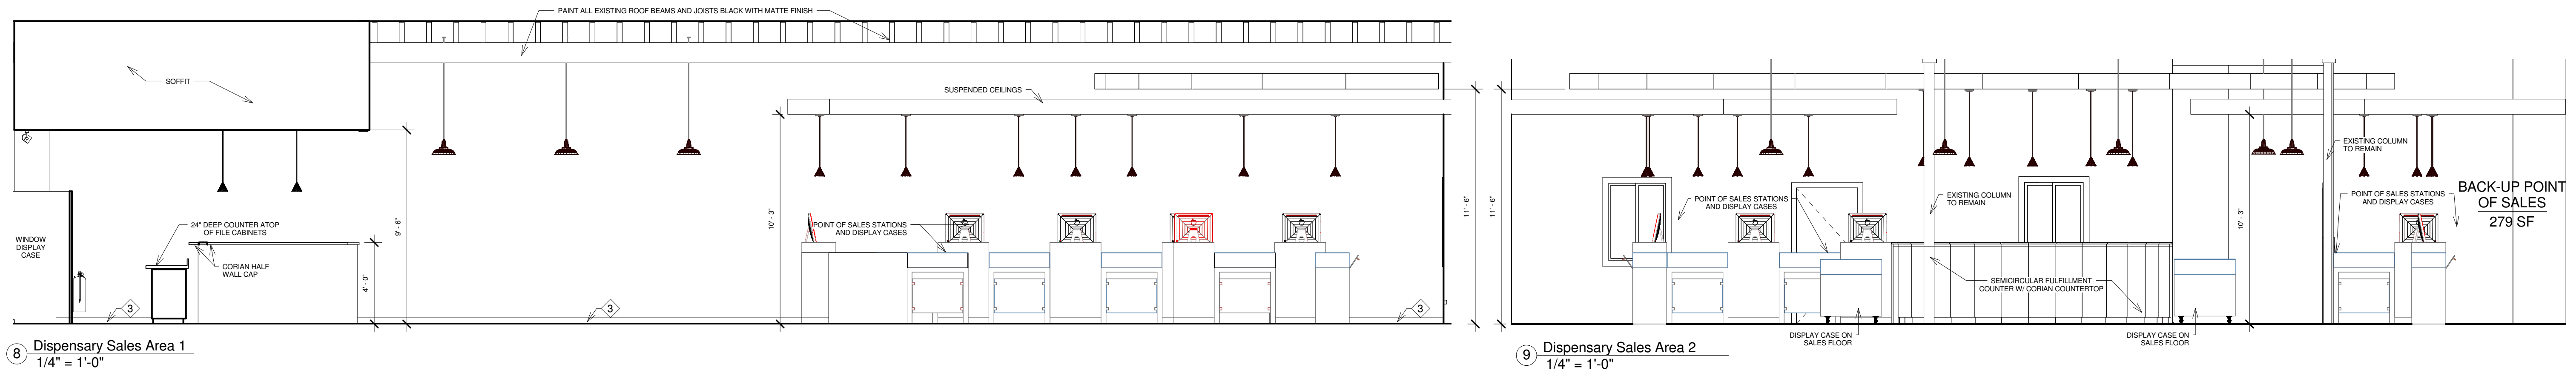 PAINT ALL EXISTING ROOF BEAMS AND JOISTS BLACK WITH MATTE FINISH
SOFFIT
SUSPENDED CEILINGS
24" DEEP COUNTER ATOP
OF FILE CABINETS
WINDOW
DISPLAY
CASE
CORIAN HALF
WALL CAP
4' - 0"
9' - 6"
10' - 3"
POINT OF SALES STATIONS
AND DISPLAY CASES
11' - 6"
3
3
3
8
Dispensary Sales Area 1
1/4" = 1'-0"
11' - 6"
POINT OF SALES STATIONS
AND DISPLAY CASES
EXISTING COLUMN
TO REMAIN
SEMICIRCULAR FULFILLMENT
COUNTER W/ CORIAN COUNTERTOP
10' - 3"
EXISTING COLUMN
TO REMAIN
POINT OF SALES STATIONS
AND DISPLAY CASES
BACK-UP POINT
OF SALES
279 SF
DISPLAY CASE ON
SALES FLOOR
DISPLAY CASE ON
SALES FLOOR
9
Dispensary Sales Area 2
1/4" = 1'-0"